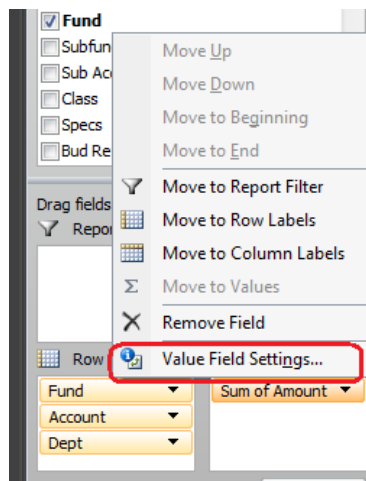 Fund
Subfun
Sub Ac
Class
Specs
Bud Re
Move Up
Move Down
Move to Beginning
Move to End
Move to Report Filter
Move to Row Labels
Move to Column Labels
Σ Move to Values
Remove Field
Value Field Settings...
Drag fields
Repo
Row
Fund
Account
Dept
Sum of Amount